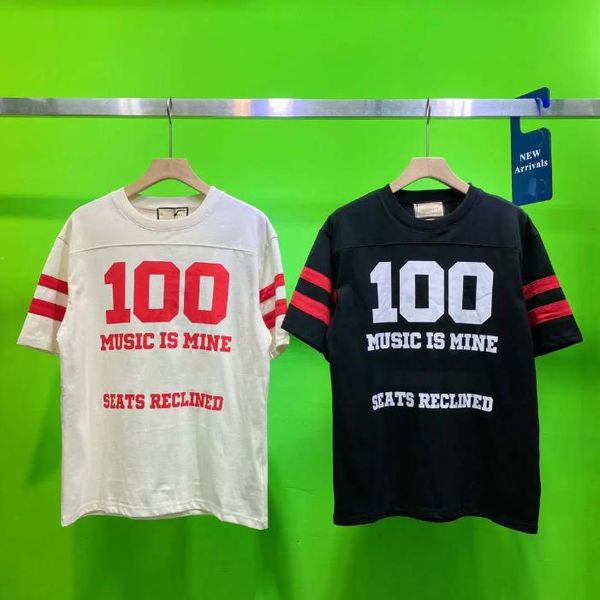 100
MUSIC IS MINE
SEATS RECLINED
100
MUSIC IS MINE
SEATS RECLINED
NEW
Arrivals